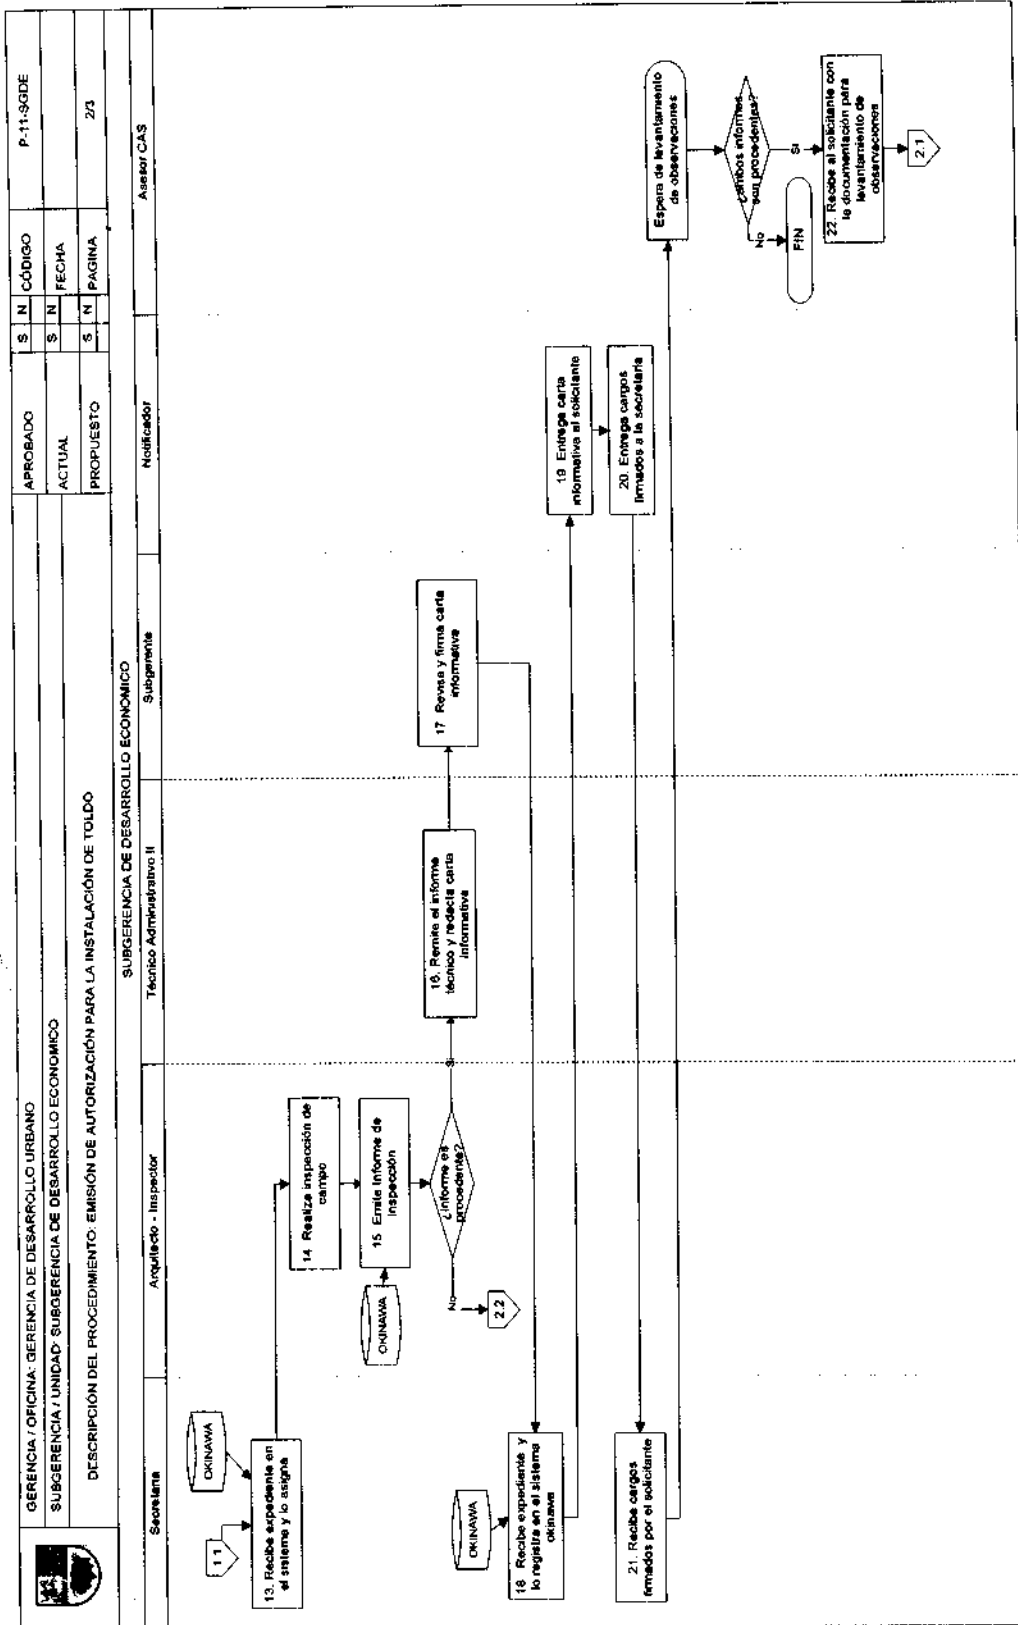 GERENCIA / OFICINA: GERENCIA DE DESARROLLO URBANO
APROBADO
S
N
CÓDIGO
P-11-SGDE
SUBGERENCIA / UNIDAD: SUBGERENCIA DE DESARROLLO ECONOMICO
ACTUAL
S
N
FECHA
DESCRIPCIÓN DEL PROCEDIMIENTO: EMISIÓN DE AUTORIZACIÓN PARA LA INSTALACIÓN DE TOLDO
PROPUESTO
S
N
PAGINA
2/3
SUBGERENCIA DE DESARROLLO ECONOMICO
Secretaria
Arquitecto - Inspector
Técnico Administrativo II
Subgerente
Notificador
Asesor CAS
1.1
OKINAWA
13. Recibe expediente en
el sistema y lo asigna
14 Realiza inspección de
campo
OKINAWA
15 Emite Informe de
Inspección
¿Informe es
procedente?
No
2.2
Si
16. Remite el informe
técnico y redacta carta
Informativa
17 Revisa y firma carta
informativa
OKINAWA
18 Recibe expediente y
lo registra en el sistema
okinawa
19 Entrega carta
informativa al solicitante
20. Entrega cargos
firmados a la secretaria
21. Recibe cargos
firmados por el solicitante
Espera de levantamiento
de observaciones
¿Ambos informes
son procedentes?
No
FIN
SI
22. Recibe al solicitante con
la documentación para
levantamiento de
observaciones
2.1